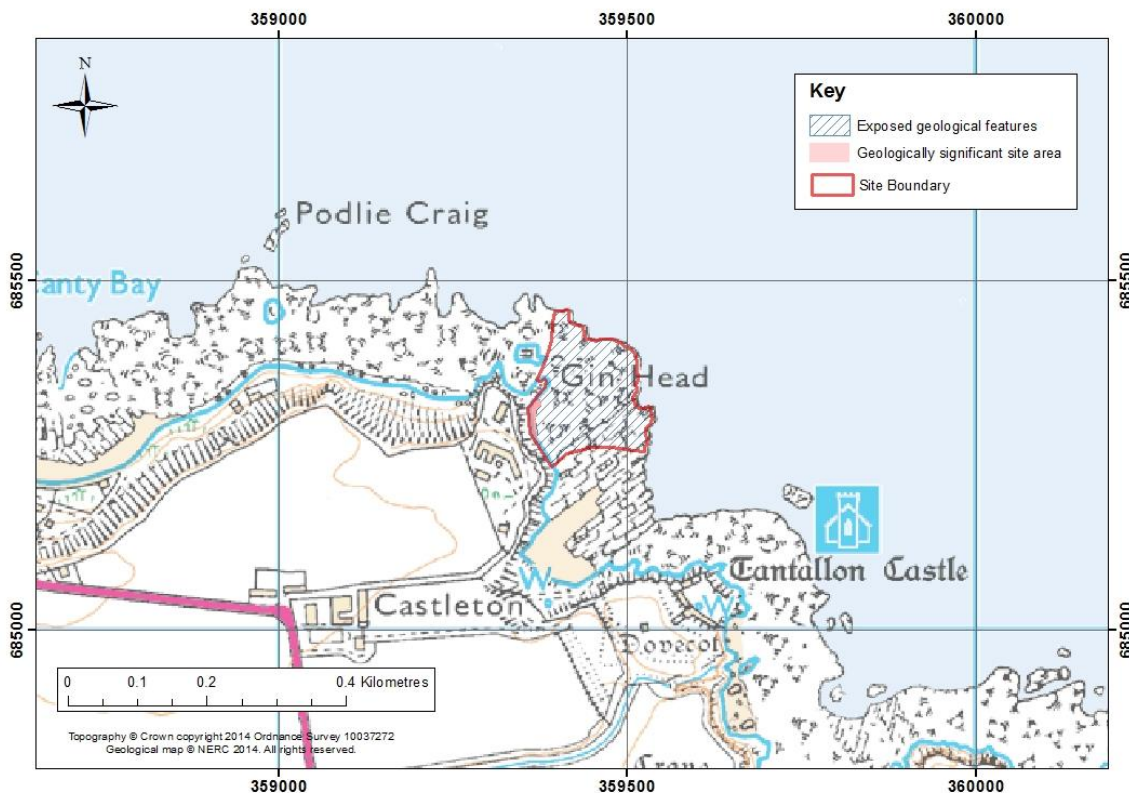 359000
359500
360000
N
Key
Exposed geological features
Geologically significant site area
Site Boundary
Podlie Craig
685500
685500
anty Bay
Gin Head
Tantallon Castle
W
Castleton
W
685000
685000
Dovecot
0 0.1 0.2 0.4 Kilometres
Topography © Crown copyright 2014 Ordnance Survey 10037272
Geological map © NERC 2014. All rights reserved.
359000
359500
360000